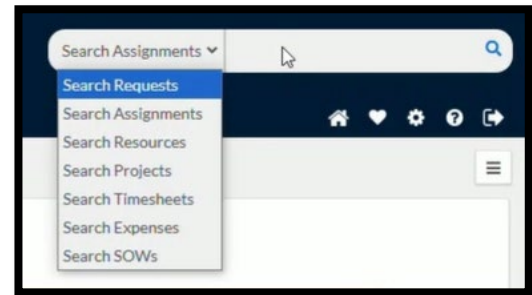 Search Assignments
Search Requests
Search Assignments
Search Resources
Search Projects
Search Timesheets
Search Expenses
Search SOWs